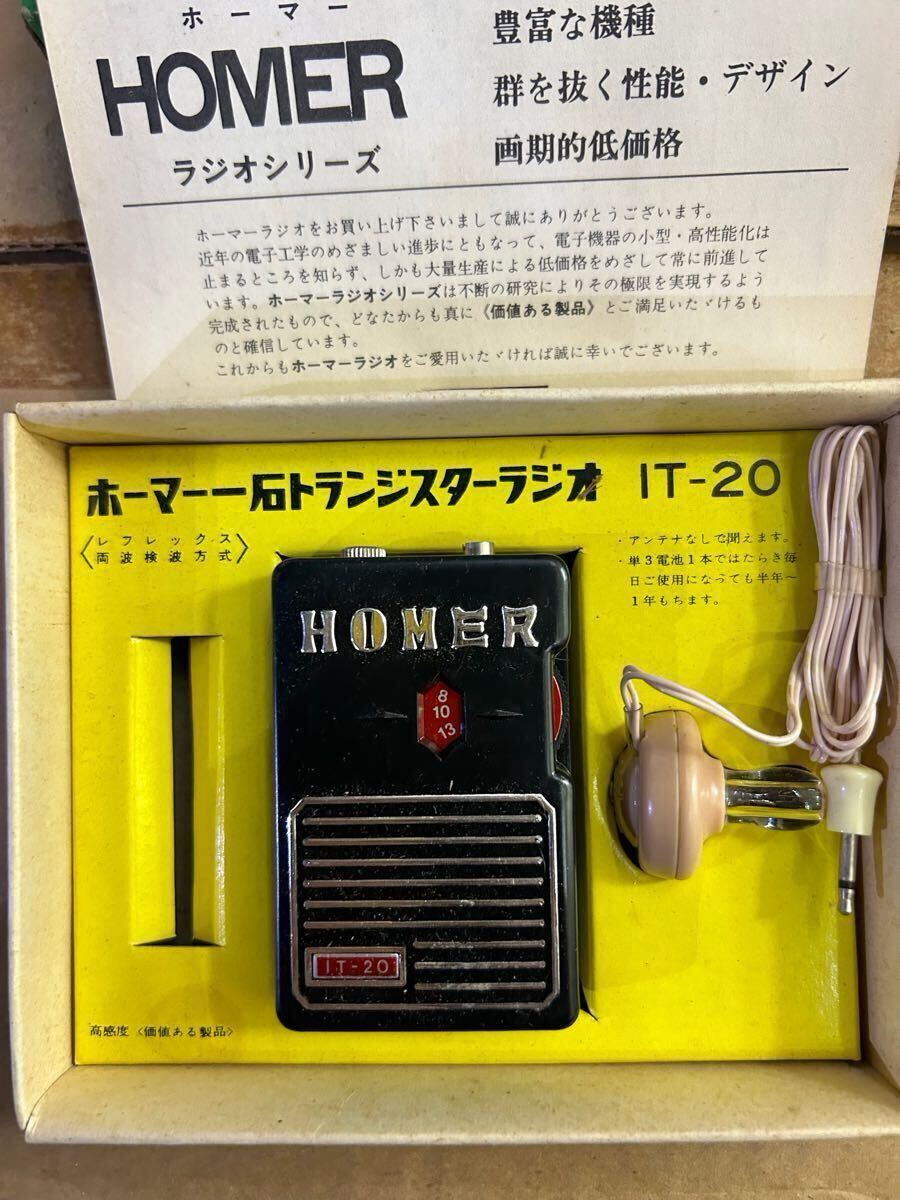 ホーマー
HOMER
ラジオシリーズ
豊富な機種
群を抜く性能・デザイン
画期的低価格
ホーマーラジオをお買い上げ下さいまして誠にありがとうございます。
近年の電子工学のめざましい進歩にともなって、電子機器の小型・高性能化は
止まるところを知らず、しかも大量生産による低価格をめざして常に前進して
います。ホーマーラジオシリーズは不断の研究によりその極限を実現するよう
完成されたもので、どなたからも真に《価値ある製品》とご満足いたゞけるも
のと確信しています。
これからもホーマーラジオをご愛用いたゞければ誠に幸いでございます。
ホーマー一石トランジスターラジオ IT-20
〈レフレックス
両波検波方式〉
・アンテナなしで聞えます。
・単3電池1本ではたらき毎
日ご使用になっても半年～
1年もちます。
HOMER
8
10
13
IT-20
高感度〈価値ある製品〉